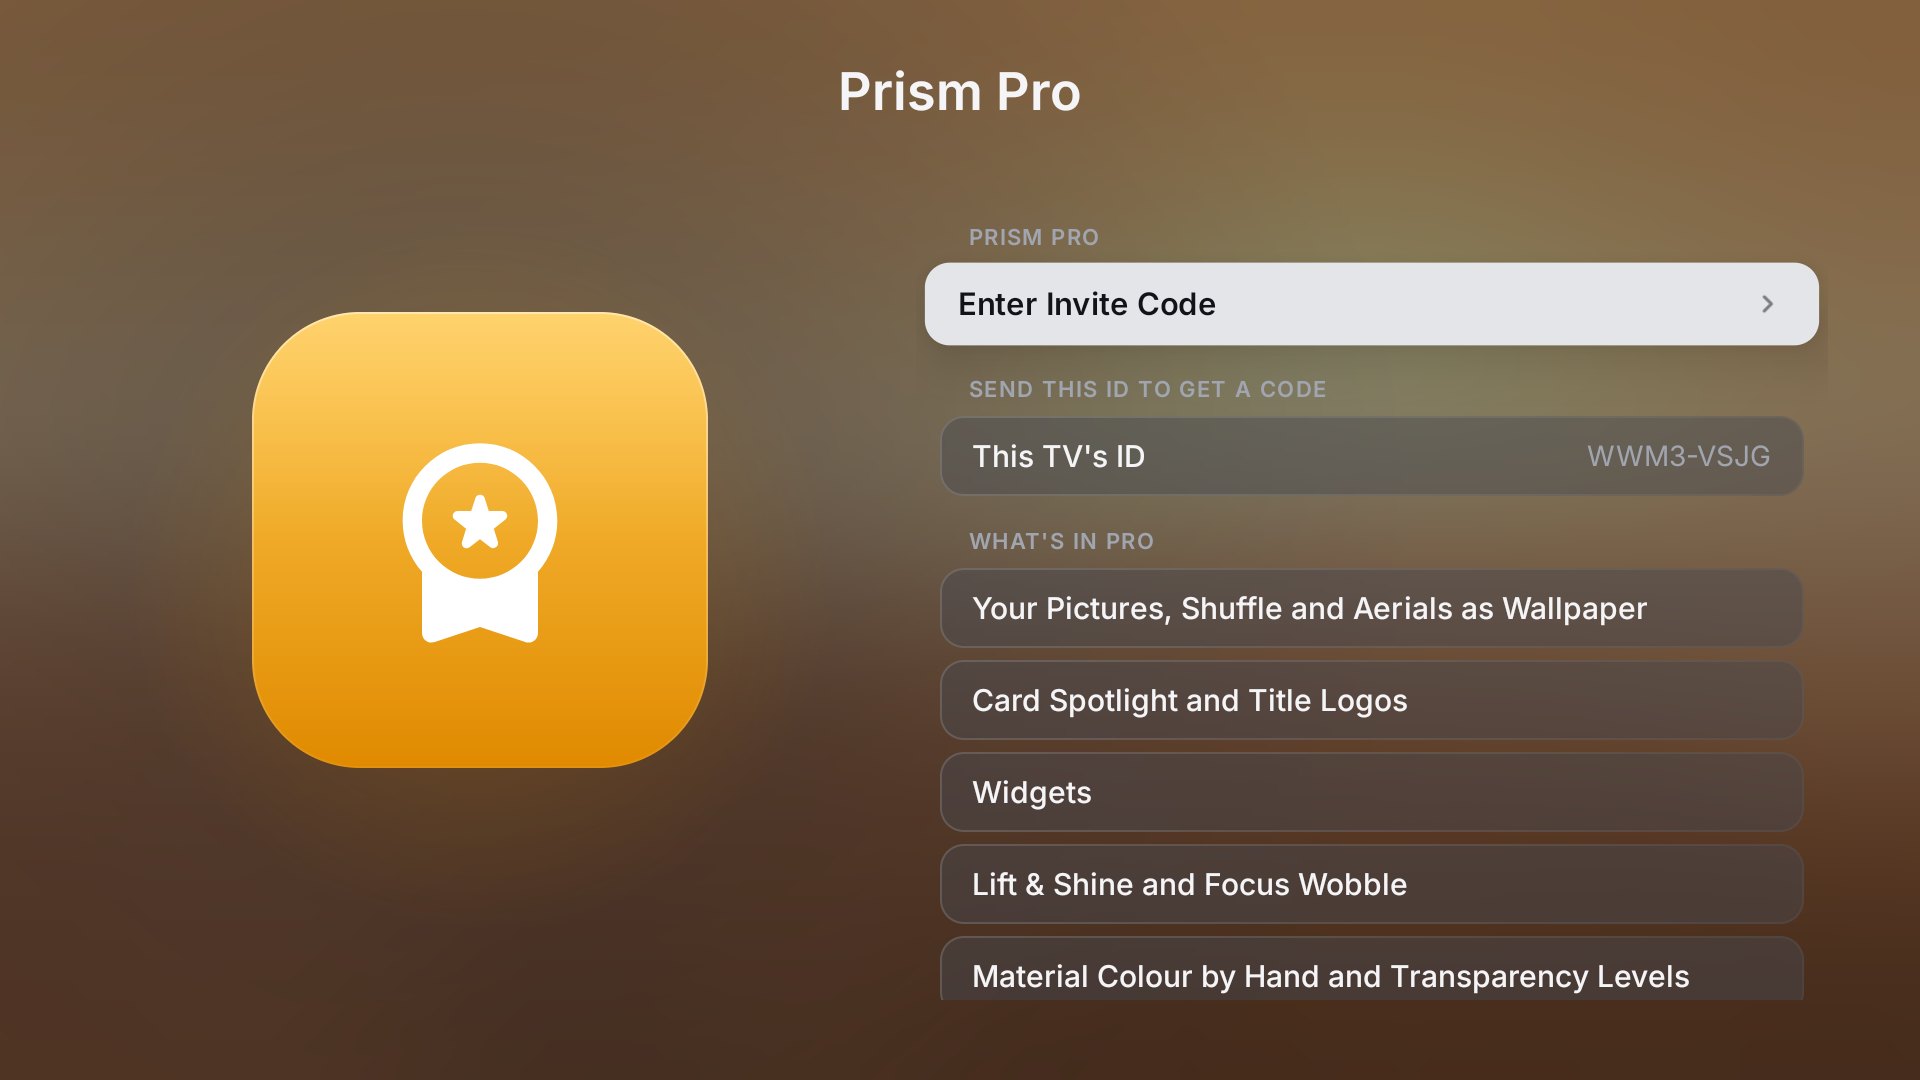 Prism Pro
PRISM PRO
Enter Invite Code
SEND THIS ID TO GET A CODE
This TV's ID WWM3-VSJG
WHAT'S IN PRO
Your Pictures, Shuffle and Aerials as Wallpaper
Card Spotlight and Title Logos
Widgets
Lift & Shine and Focus Wobble
Material Colour by Hand and Transparency Levels